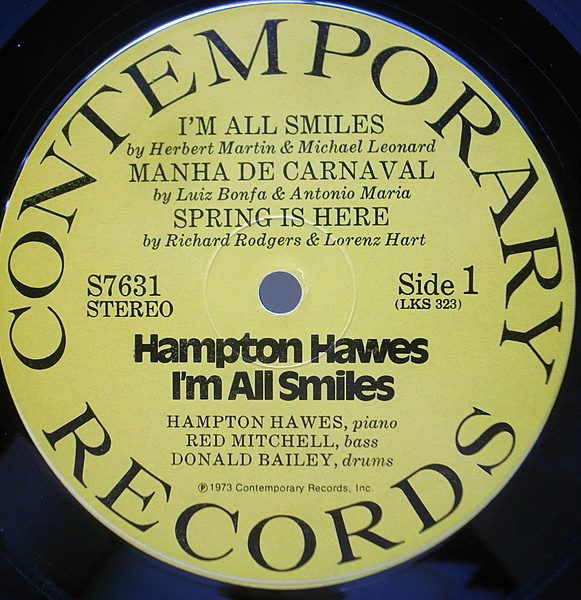 CONTEMPORARY
I'M ALL SMILES
by Herbert Martin & Michael Leonard
MANHA DE CARNAVAL
by Luiz Bonfa & Antonio Maria
SPRING IS HERE
by Richard Rodgers & Lorenz Hart
S7631
STEREO
Side 1
(LKS 323)
Hampton Hawes
I'm All Smiles
HAMPTON HAWES, piano
RED MITCHELL, bass
DONALD BAILEY, drums
℗1973 Contemporary Records, Inc.
RECORDS